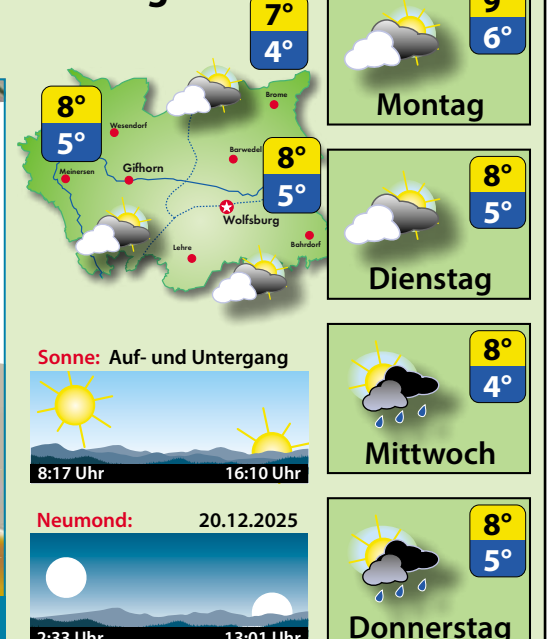 7°
4°
8°
5°
Brome
Wesendorf
Barwedel
8°
5°
Meinersen
Gifhorn
Wolfsburg
Lehre
Bahrdorf
Sonne: Auf- und Untergang
8:17 Uhr 16:10 Uhr
Neumond: 20.12.2025
2:33 Uhr 13:01 Uhr
9°
6°
Montag
8°
5°
Dienstag
8°
4°
Mittwoch
8°
5°
Donnerstag